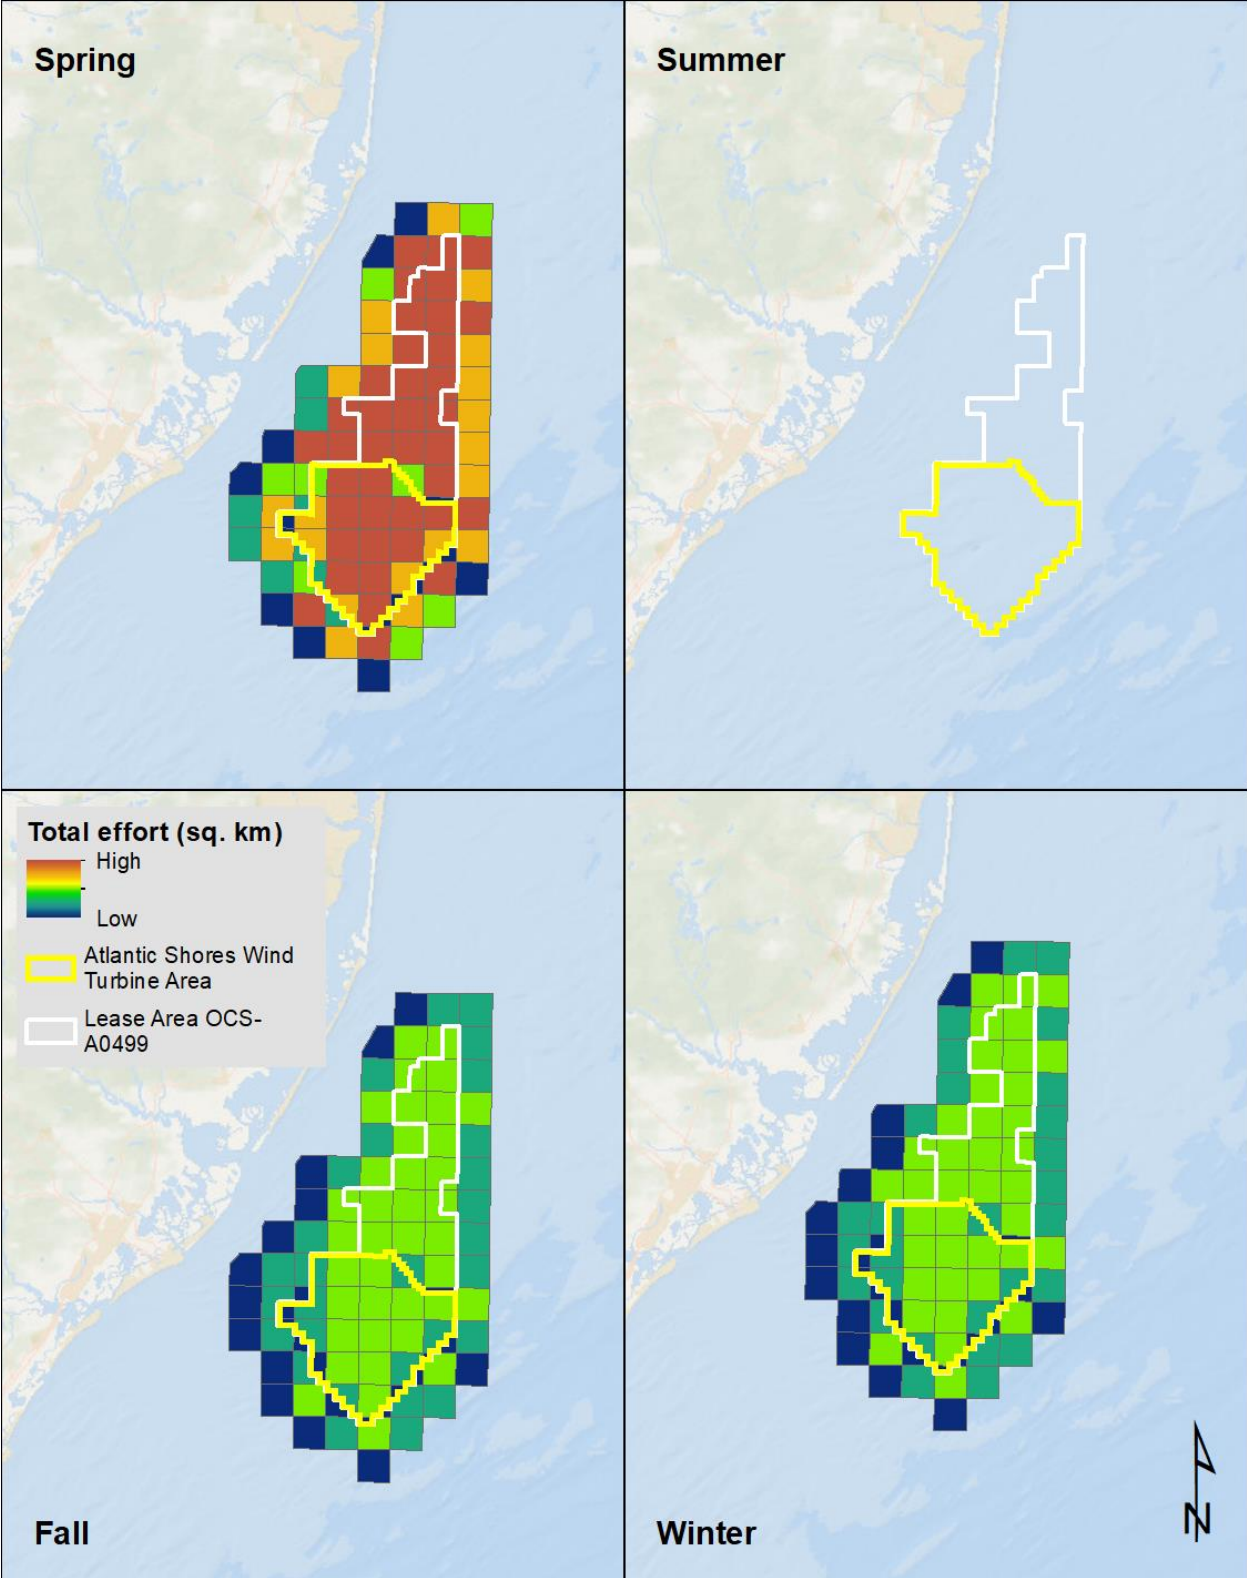 Spring
Summer
Total effort (sq. km)
High
Low
Atlantic Shores Wind
Turbine Area
Lease Area OCS-
A0499
Fall
Winter
N